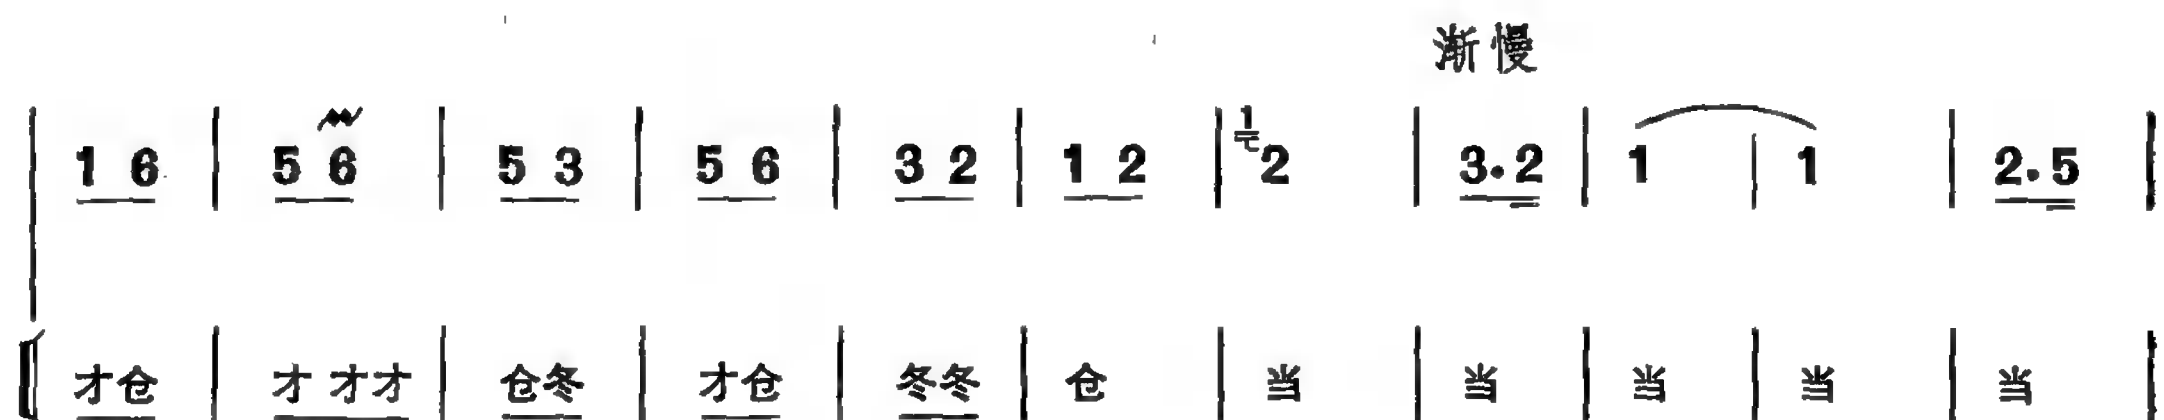 渐慢
1 6 | 5 6 | 5 3 | 5 6 | 3 2 | 1 2 | 1 2 | 3·2 | 1 | 1 | 2·5
才仓 | 才 才才 | 仓冬 | 才仓 | 冬冬 | 仓 | 当 | 当 | 当 | 当 | 当